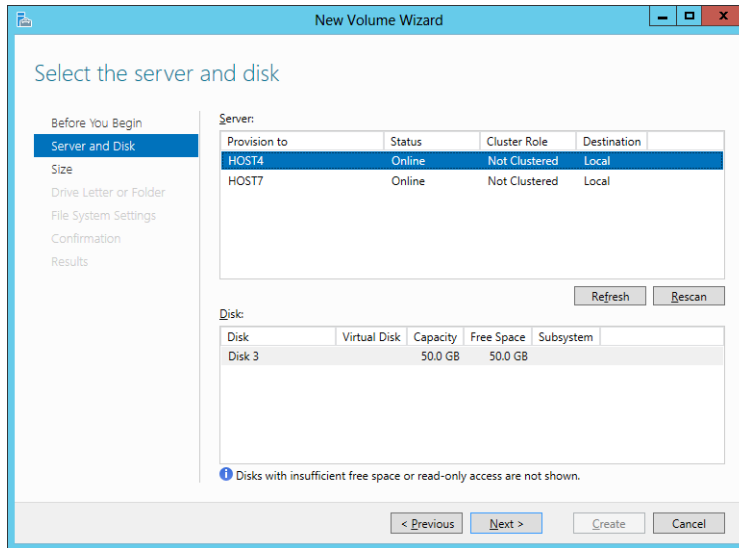 New Volume Wizard
Select the server and disk
Before You Begin
Server and Disk
Size
Drive Letter or Folder
File System Settings
Confirmation
Results
Server:
Provision to Status Cluster Role Destination
HOST4 Online Not Clustered Local
HOST7 Online Not Clustered Local
Refresh Rescan
Disk:
Disk Virtual Disk Capacity Free Space Subsystem
Disk 3 50.0 GB 50.0 GB
Disks with insufficient free space or read-only access are not shown.
< Previous Next > Create Cancel